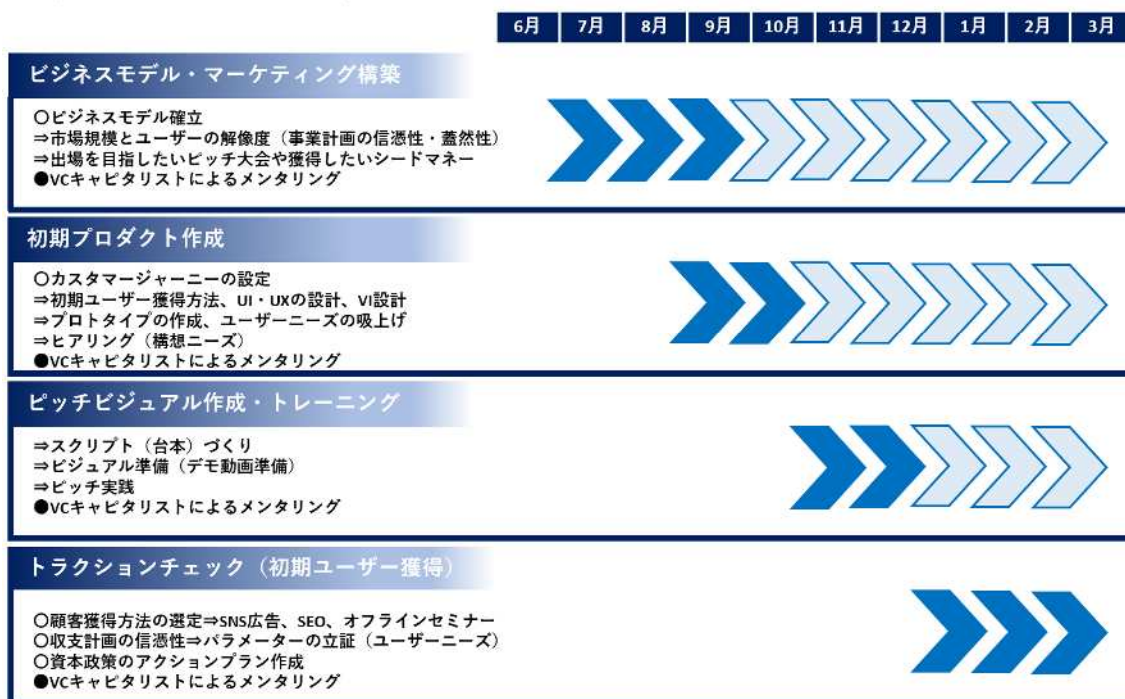 6月 7月 8月 9月 10月 11月 12月 1月 2月 3月
ビジネスモデル・マーケティング構築
〇ビジネスモデル確立
⇒市場規模とユーザーの解像度（事業計画の信憑性・蓋然性）
⇒出場を目指したいピッチ大会や獲得したいシードマネー
●VCキャピタリストによるメンタリング
初期プロダクト作成
〇カスタマージャーニーの設定
⇒初期ユーザー獲得方法、UI・UXの設計、VI設計
⇒プロトタイプの作成、ユーザーニーズの吸上げ
⇒ヒアリング（構想ニーズ）
●VCキャピタリストによるメンタリング
ピッチビジュアル作成・トレーニング
⇒スクリプト（台本）づくり
⇒ビジュアル準備（デモ動画準備）
⇒ピッチ実践
●VCキャピタリストによるメンタリング
トラクションチェック（初期ユーザー獲得）
〇顧客獲得方法の選定⇒SNS広告、SEO、オフラインセミナー
〇収支計画の信憑性⇒パラメーターの立証（ユーザーニーズ）
〇資本政策のアクションプラン作成
●VCキャピタリストによるメンタリング